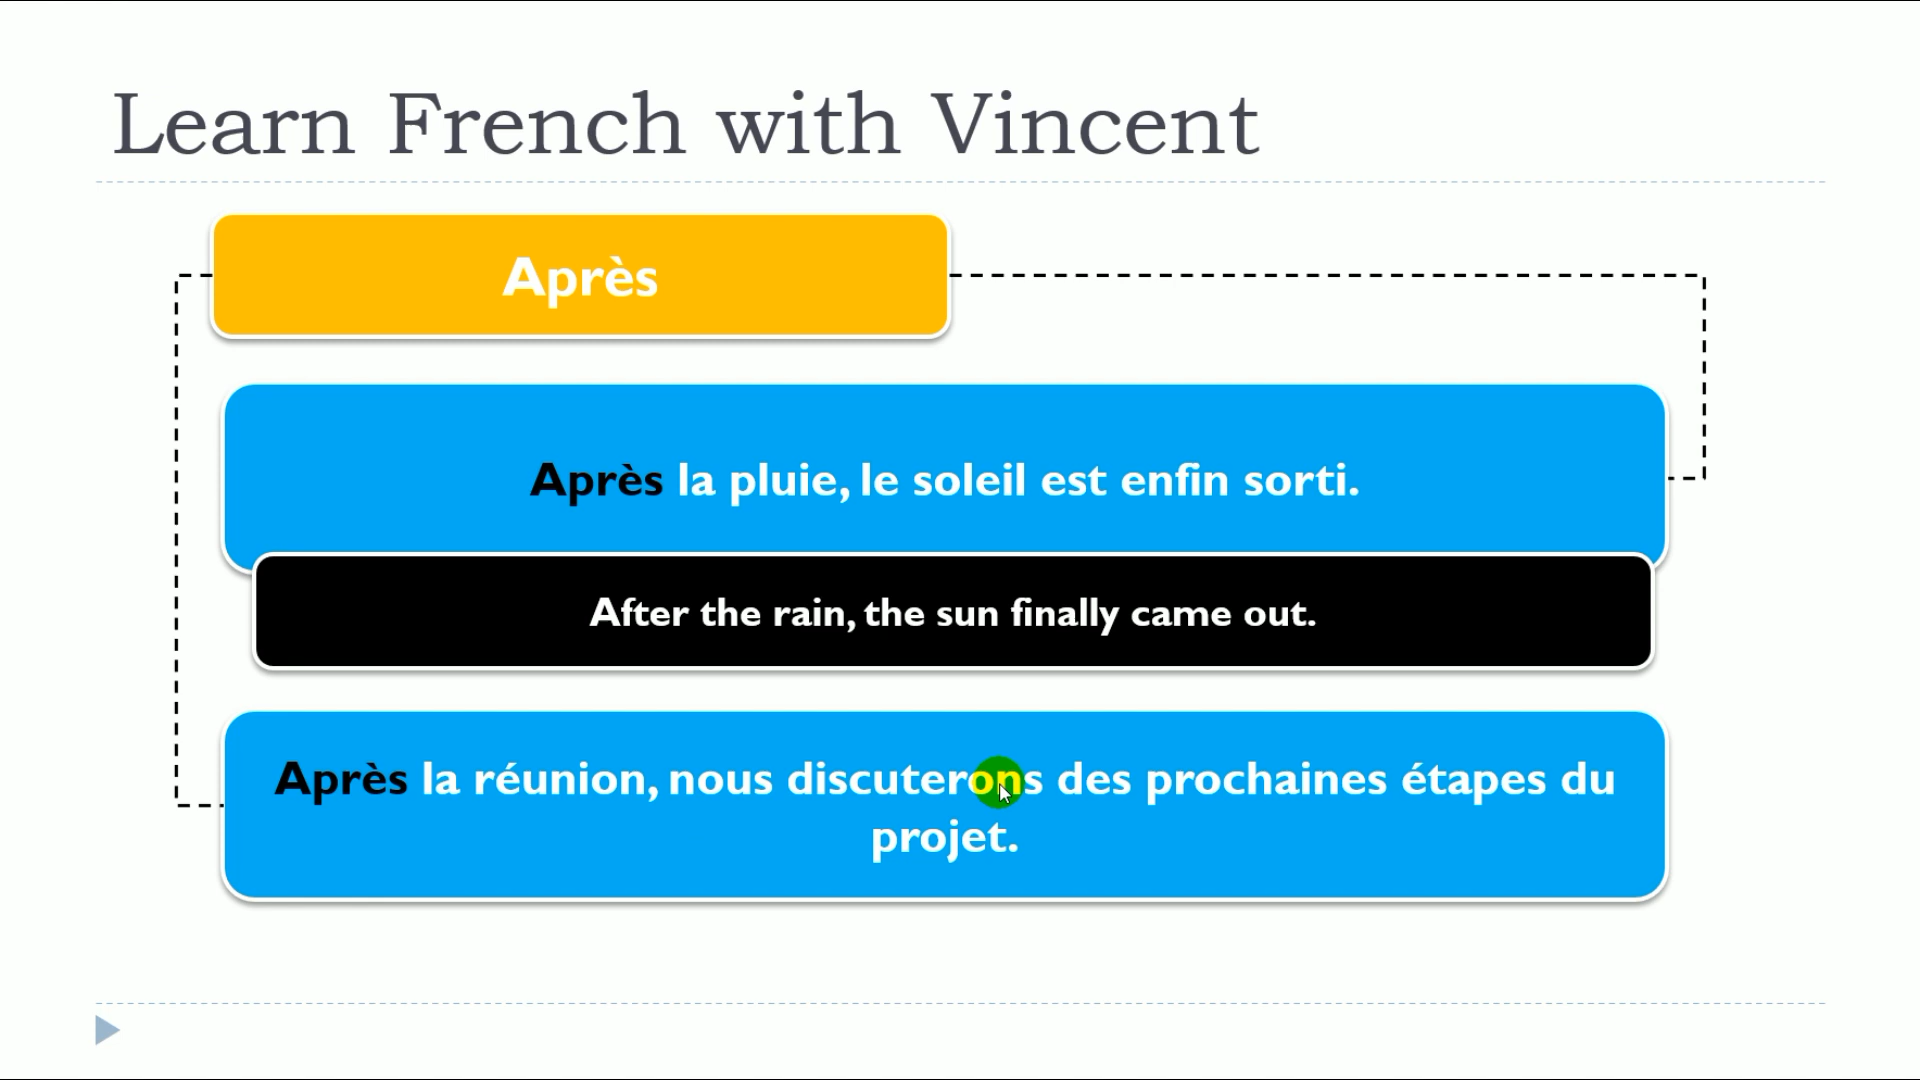 Learn French with Vincent
Après
Après la pluie, le soleil est enfin sorti.
After the rain, the sun finally came out.
Après la réunion, nous discuterons des prochaines étapes du
projet.